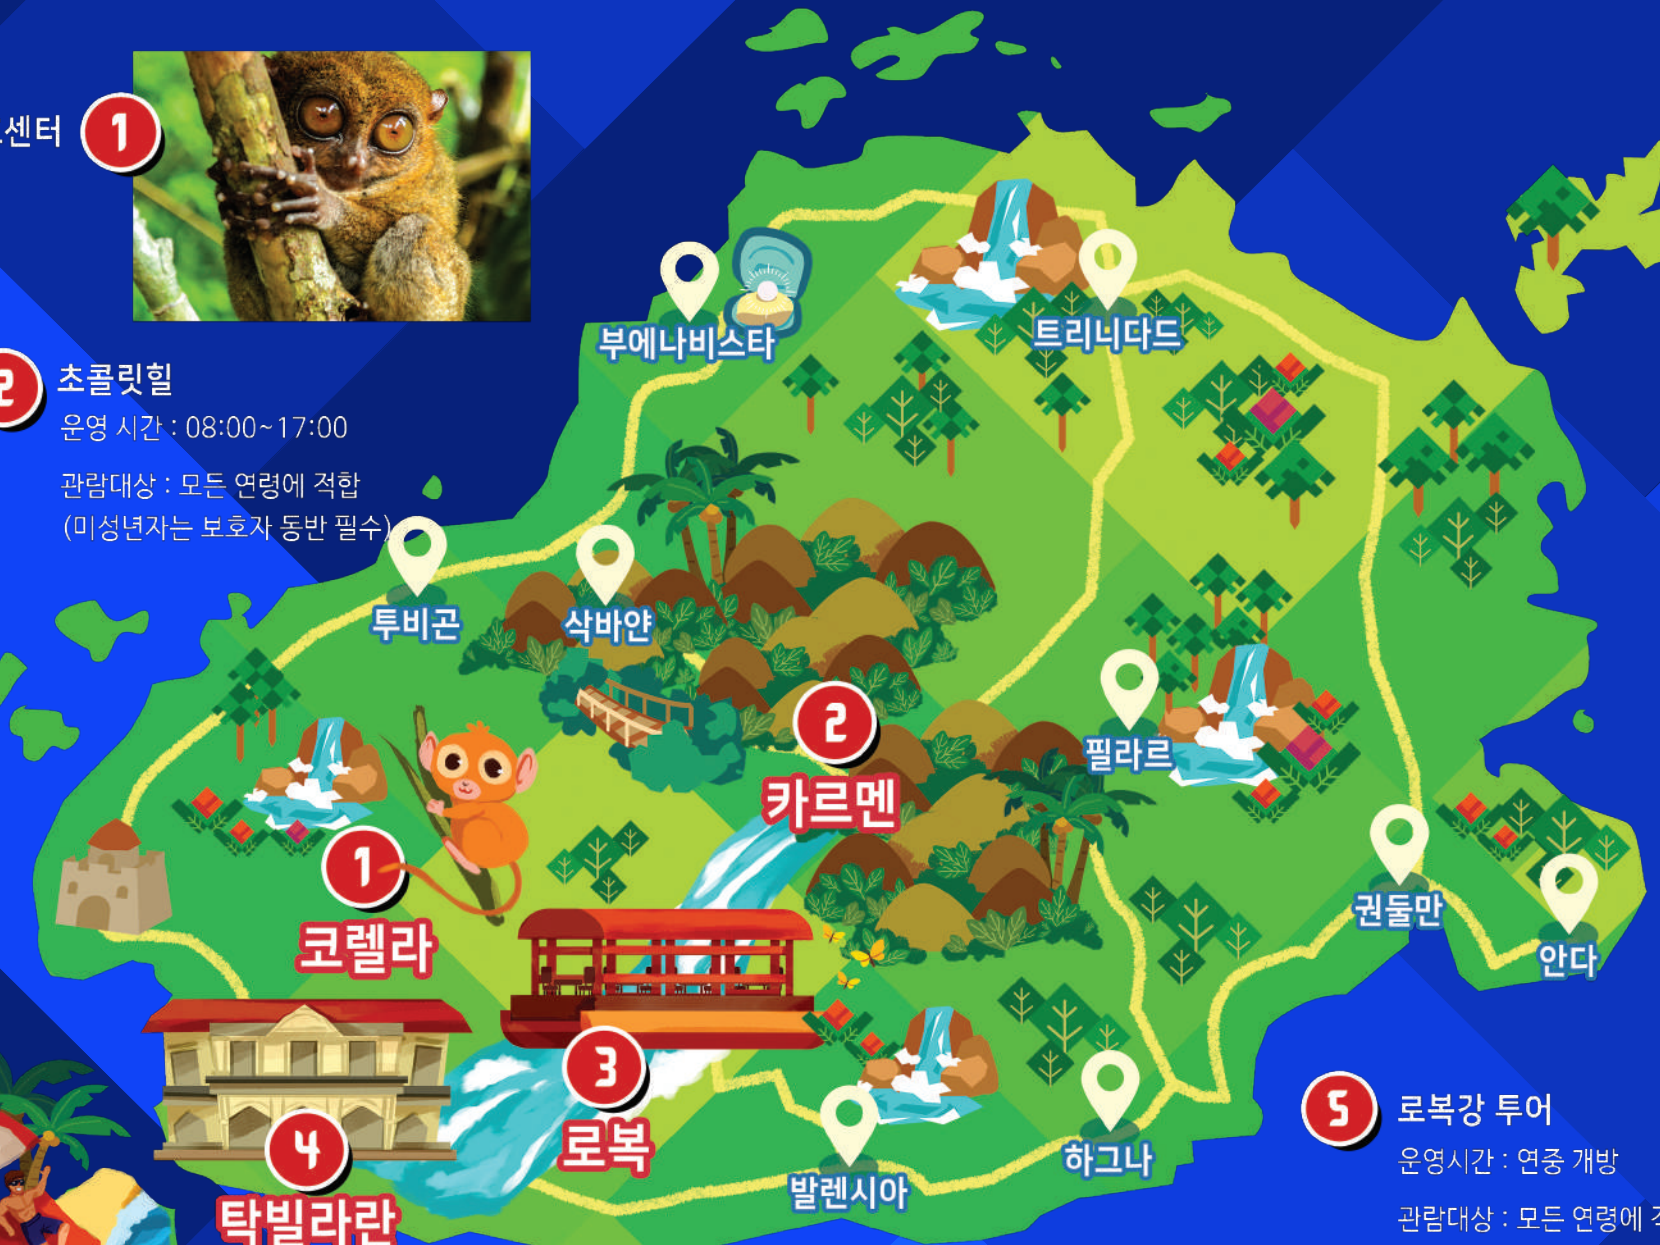 센터
1
2
초콜릿힐
운영 시간 : 08:00~17:00
관람대상 : 모든 연령에 적합
(미성년자는 보호자 동반 필수)
부에나비스타
트리니다드
투비곤
삭바얀
2
카르멘
필라르
1
코렐라
권둘만
안다
3
로복
4
탁빌라란
발렌시아
하그나
5
로복강 투어
운영시간 : 연중 개방
관람대상 : 모든 연령에